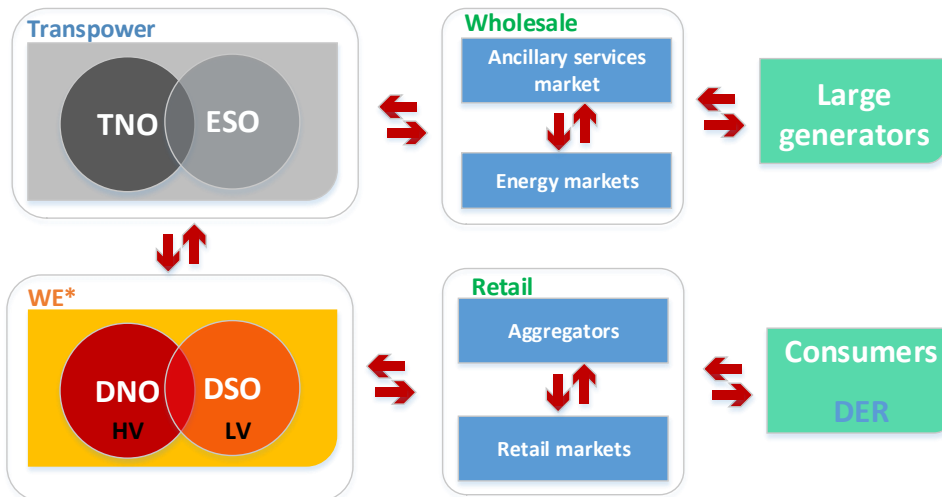 Transpower
TNO
ESO
Wholesale
Ancillary services
market
Energy markets
Large
generators
WE*
DNO
HV
DSO
LV
Retail
Aggregators
Retail markets
Consumers
DER